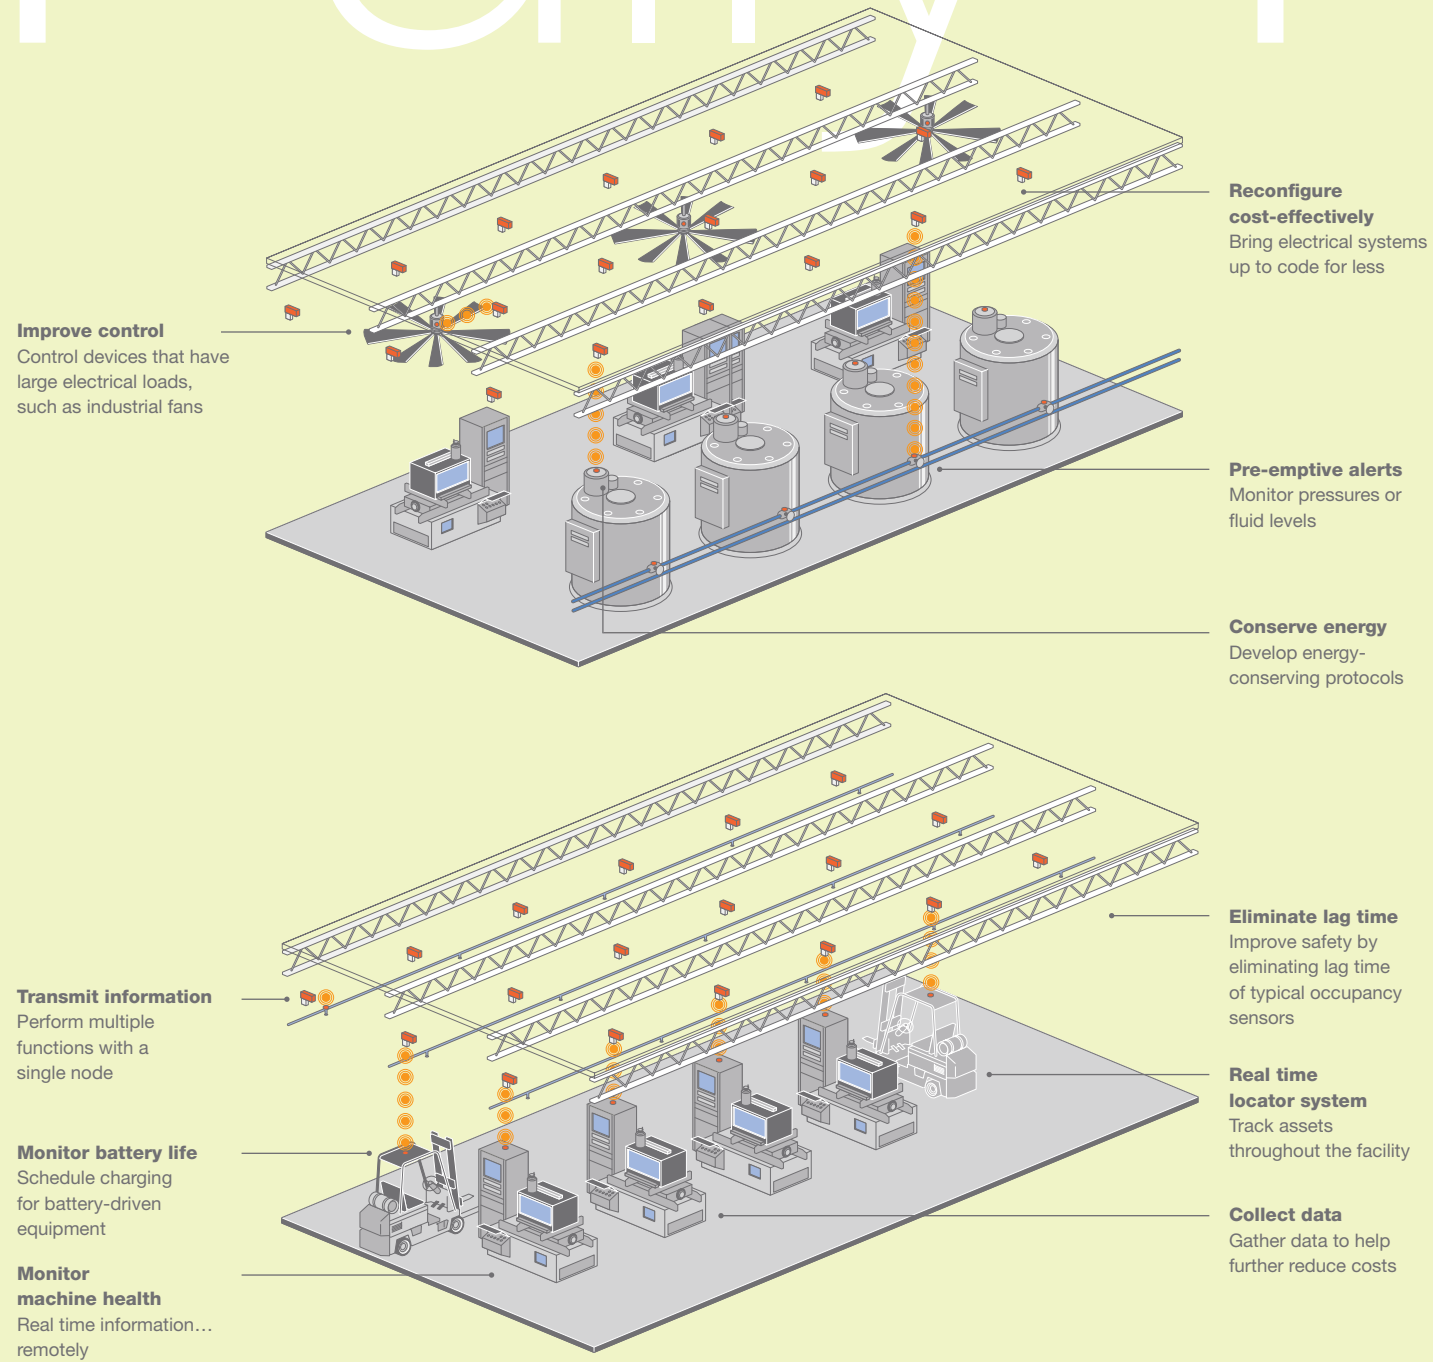 Improve control
Control devices that have
large electrical loads,
such as industrial fans
Reconfigure
cost-effectively
Bring electrical systems
up to code for less
Pre-emptive alerts
Monitor pressures or
fluid levels
Conserve energy
Develop energy-
conserving protocols
Transmit information
Perform multiple
functions with a
single node
Monitor battery life
Schedule charging
for battery-driven
equipment
Monitor
machine health
Real time information…
remotely
Eliminate lag time
Improve safety by
eliminating lag time
of typical occupancy
sensors
Real time
locator system
Track assets
throughout the facility
Collect data
Gather data to help
further reduce costs